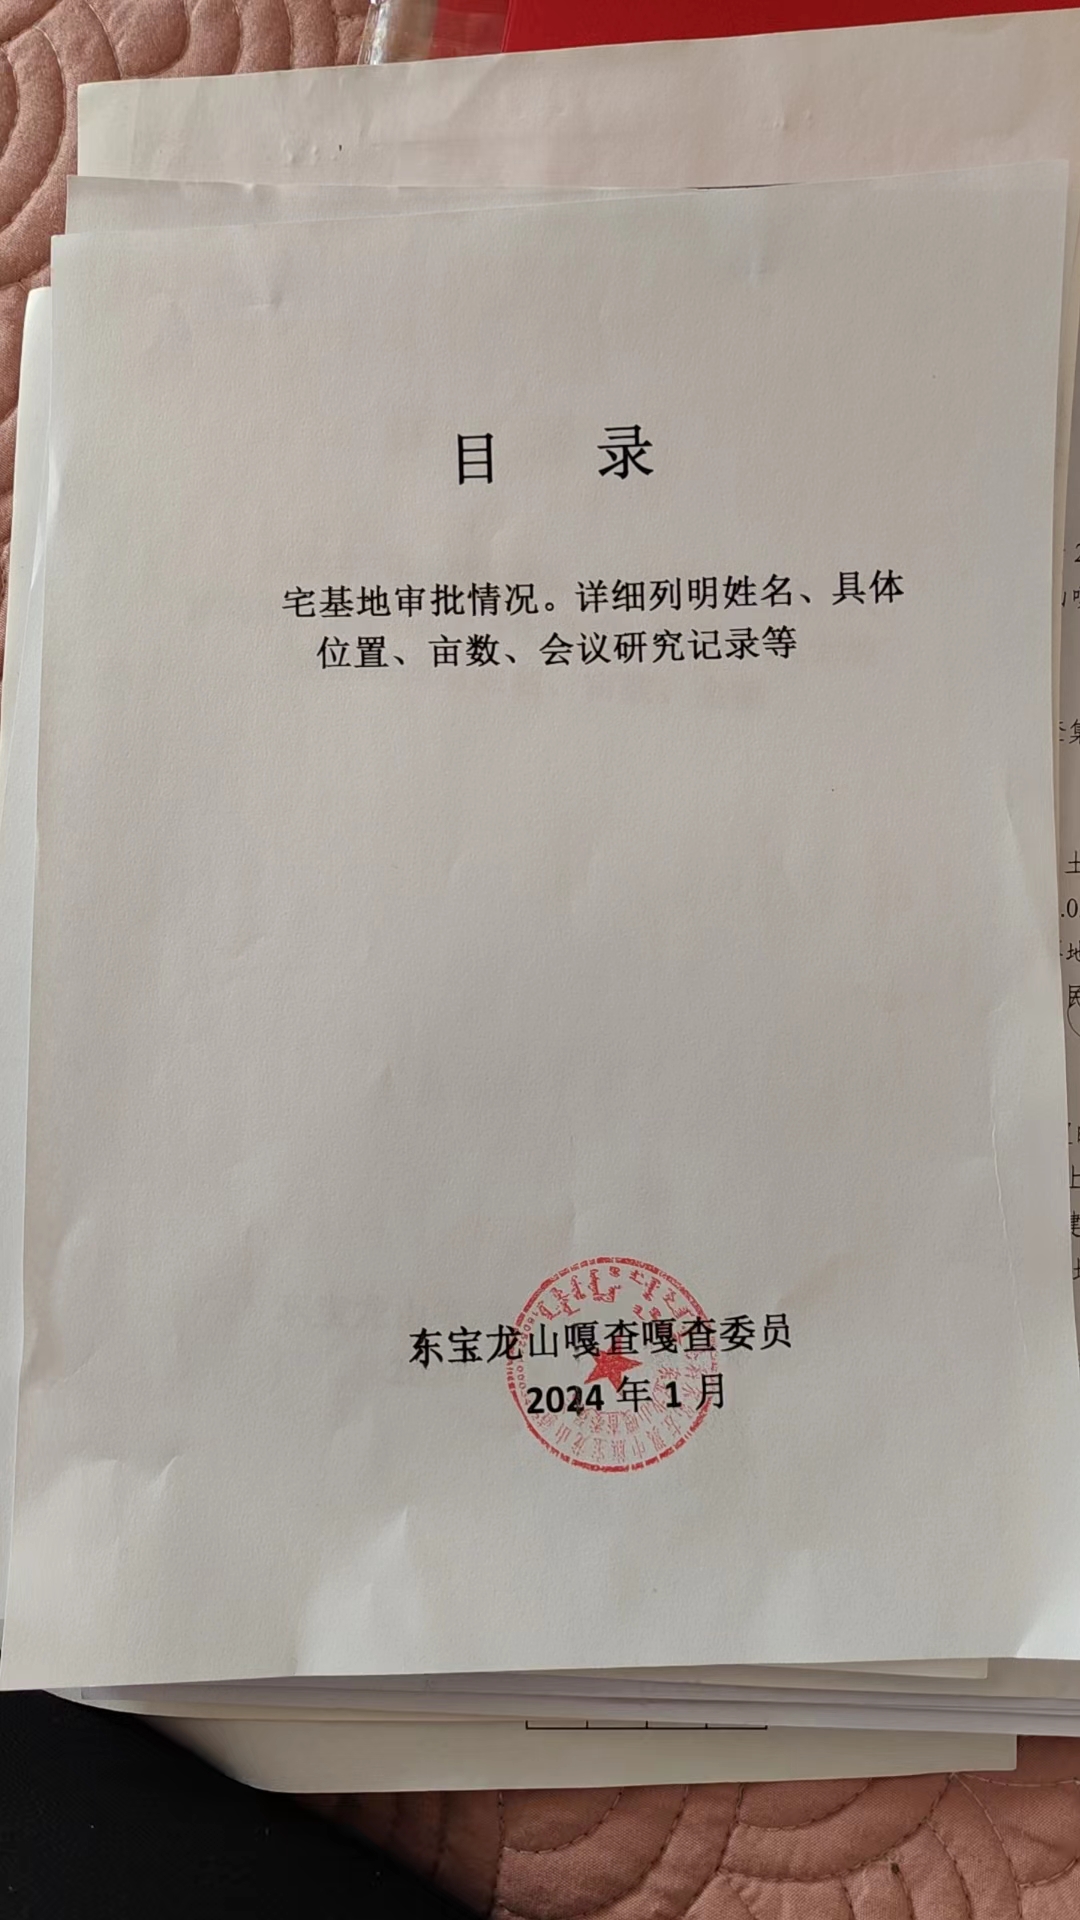 目 录
宅基地审批情况。详细列明姓名、具体
位置、亩数、会议研究记录等
东宝龙山嘎查嘎查委员
2024 年 1 月